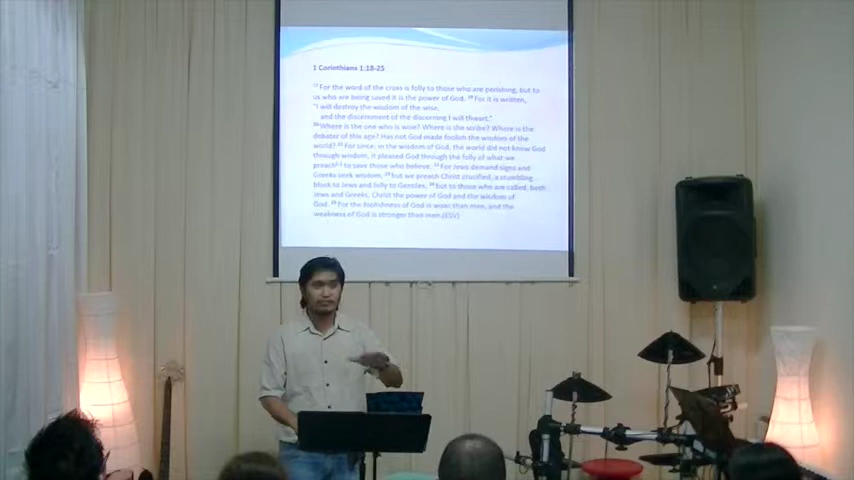 1 Corinthians 1:18-25
For the word of the cross is folly to those who are perishing, but to
us who are being saved it is the power of God. 19 For it is written,
"I will destroy the wisdom of the wise,
and the discernment of the discerning I will thwart."
20 Where is the one who is wise? Where is the scribe? Where is the
debater of this age? Has not God made foolish the wisdom of the
world? 21 For since, in the wisdom of God, the world did not know God
through wisdom, it pleased God through the folly of what we
preach to save those who believe. 22 For Jews demand signs and
Greeks seek wisdom, 23 but we preach Christ crucified, a stumbling
block to Jews and folly to Gentiles, 24 but to those who are called, both
Jews and Greeks, Christ the power of God and the wisdom of
God. 25 For the foolishness of God is wiser than men, and the
weakness of God is stronger than men.(ESV)